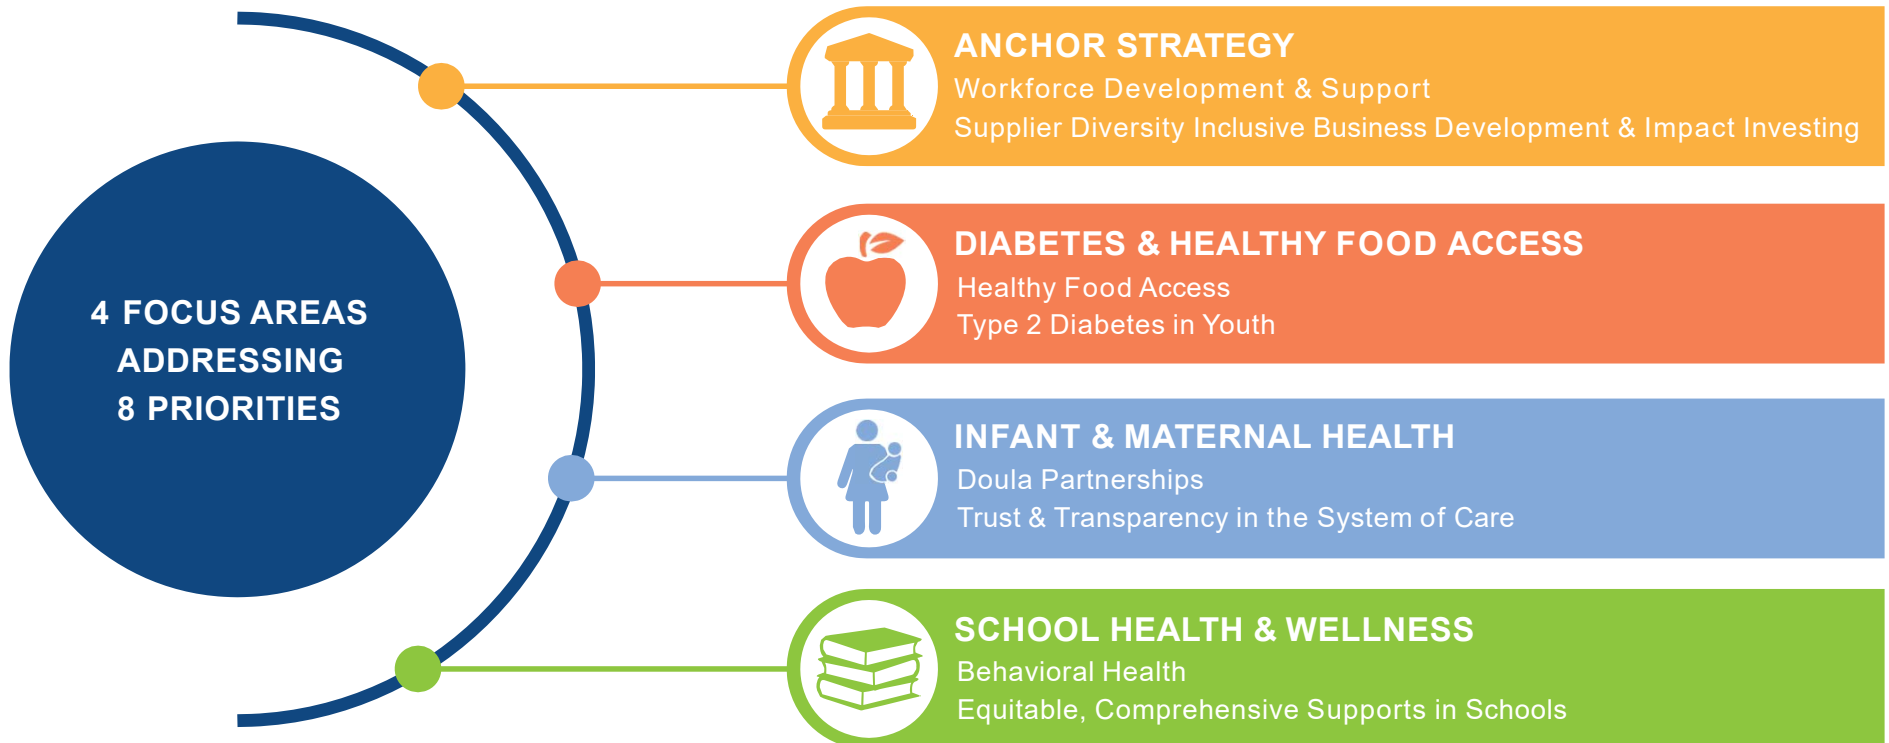 4 FOCUS AREAS
ADDRESSING
8 PRIORITIES
ANCHOR STRATEGY
Workforce Development & Support
Supplier Diversity Inclusive Business Development & Impact Investing
DIABETES & HEALTHY FOOD ACCESS
Healthy Food Access
Type 2 Diabetes in Youth
INFANT & MATERNAL HEALTH
Doula Partnerships
Trust & Transparency in the System of Care
SCHOOL HEALTH & WELLNESS
Behavioral Health
Equitable, Comprehensive Supports in Schools